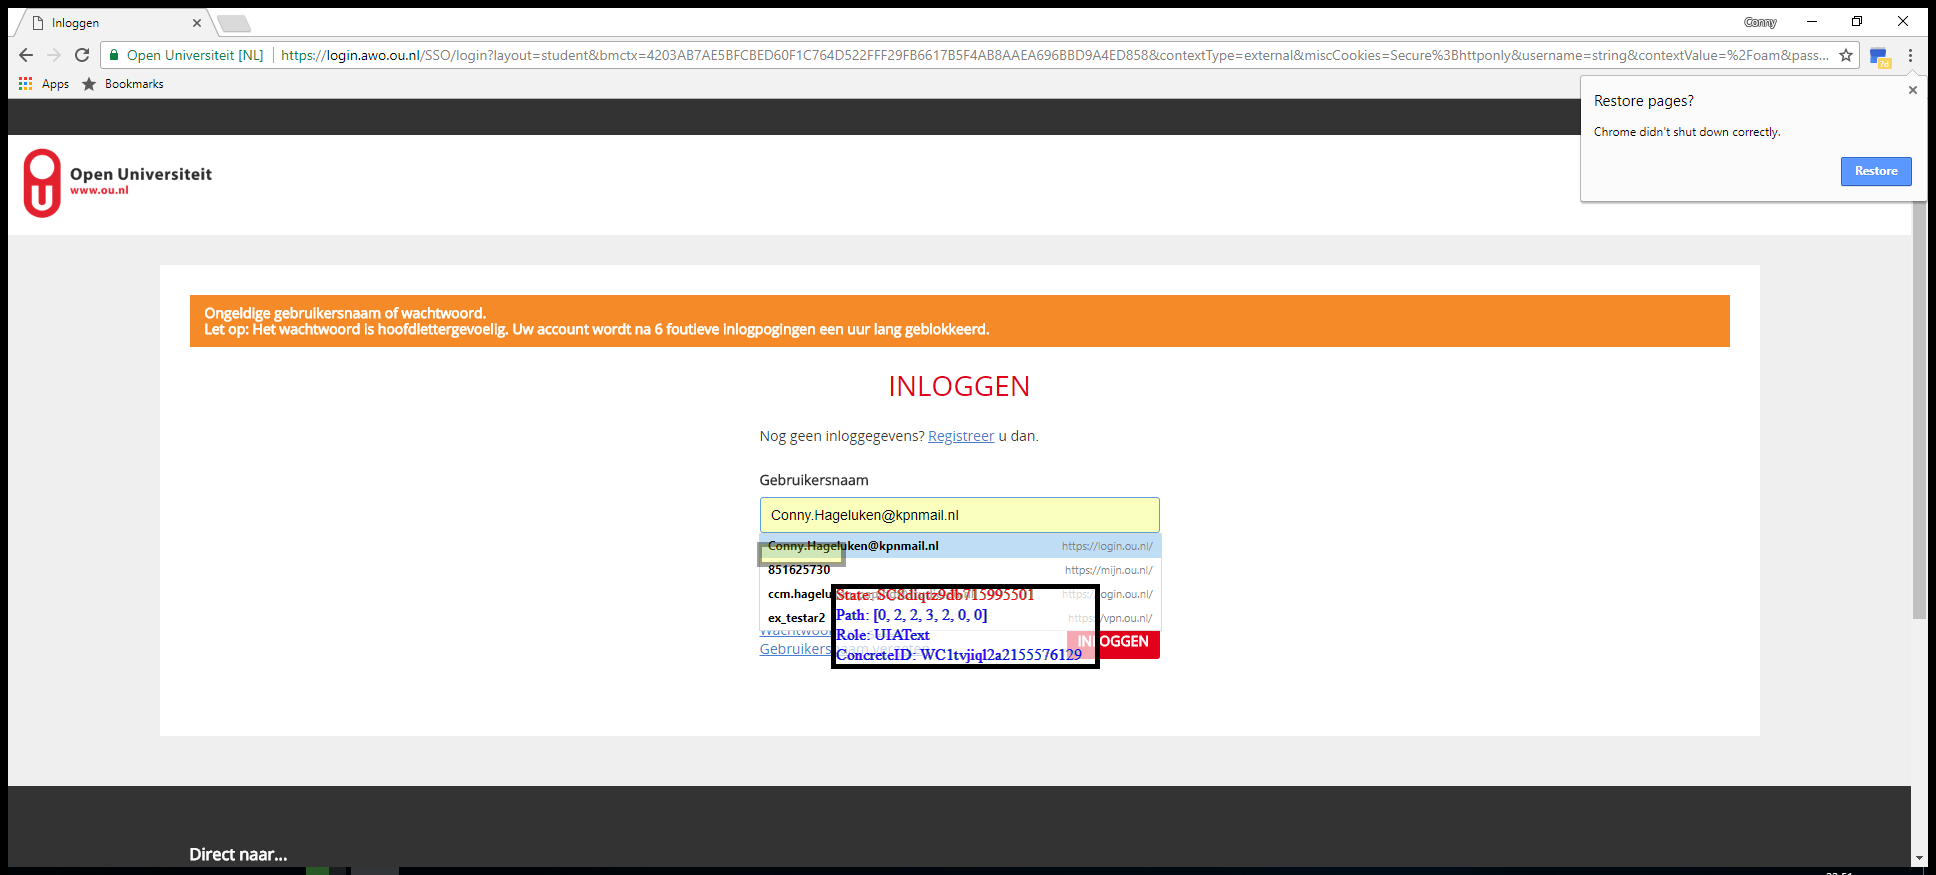 Inloggen
Conny
Open Universiteit [NL]
https://login.awo.ou.nl/SSO/login?layout=student&bmctx=4203AB7AE5BFCBED60F1C764D522FFF29FB6617B5F4AB8AAEA696BBD9A4ED858&contextType=external&miscCookies=Secure%3Bhttponly&username=string&contextValue=%2Foam&pass...
7d
Apps
Bookmarks
Restore pages?
Chrome didn't shut down correctly.
Restore
Open Universiteit
www.ou.nl
Ongeldige gebruikersnaam of wachtwoord.
Let op: Het wachtwoord is hoofdlettergevoelig. Uw account wordt na 6 foutieve inlogpogingen een uur lang geblokkeerd.
INLOGGEN
Nog geen inloggegevens? Registreer u dan.
Gebruikersnaam
Conny.Hageluken@kpnmail.nl
Conny.Hageluken@kpnmail.nl https://login.ou.nl/
851625730 https://mijn.ou.nl/
ccm.hagelu https://login.ou.nl/
State: SC8diqtz9db715995501
Path: [0, 2, 2, 3, 2, 0, 0]
ex_testar2 https://vpn.ou.nl/
Role: UIAText
INLOGGEN
Gebruikersnaam vergeten
ConcreteID: WC1tvjiql2a2155576129
Direct naar...